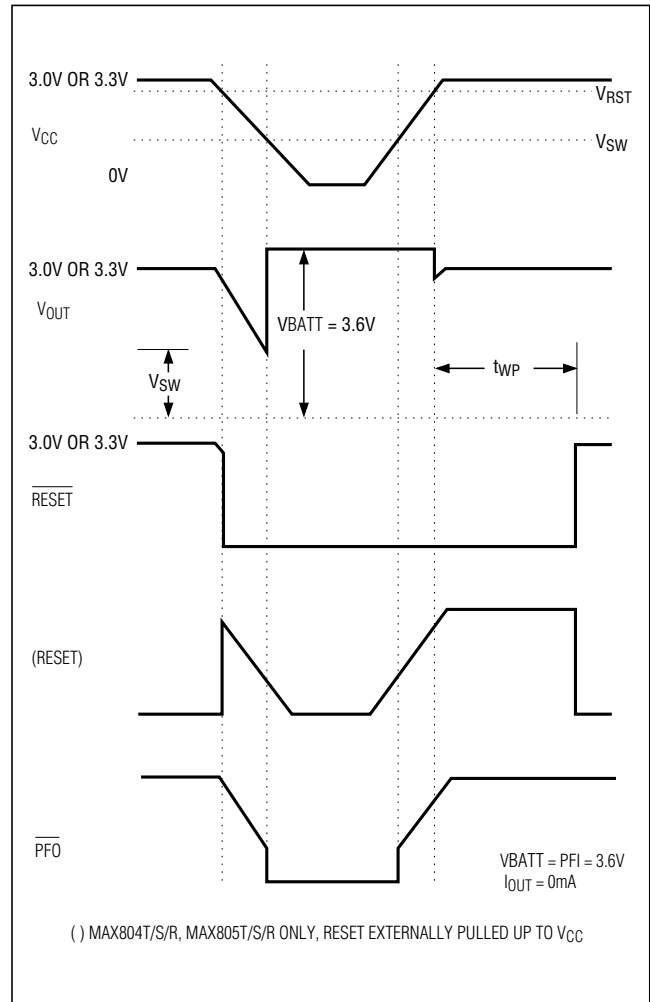 3.0V OR 3.3V
VRST
VCC
VSW
0V
3.0V OR 3.3V
VOUT
VBATT = 3.6V
VSW
tWP
3.0V OR 3.3V
RESET
(RESET)
PFO
VBATT = PFI = 3.6V
IOUT = 0mA
( ) MAX804T/S/R, MAX805T/S/R ONLY, RESET EXTERNALLY PULLED UP TO VCC